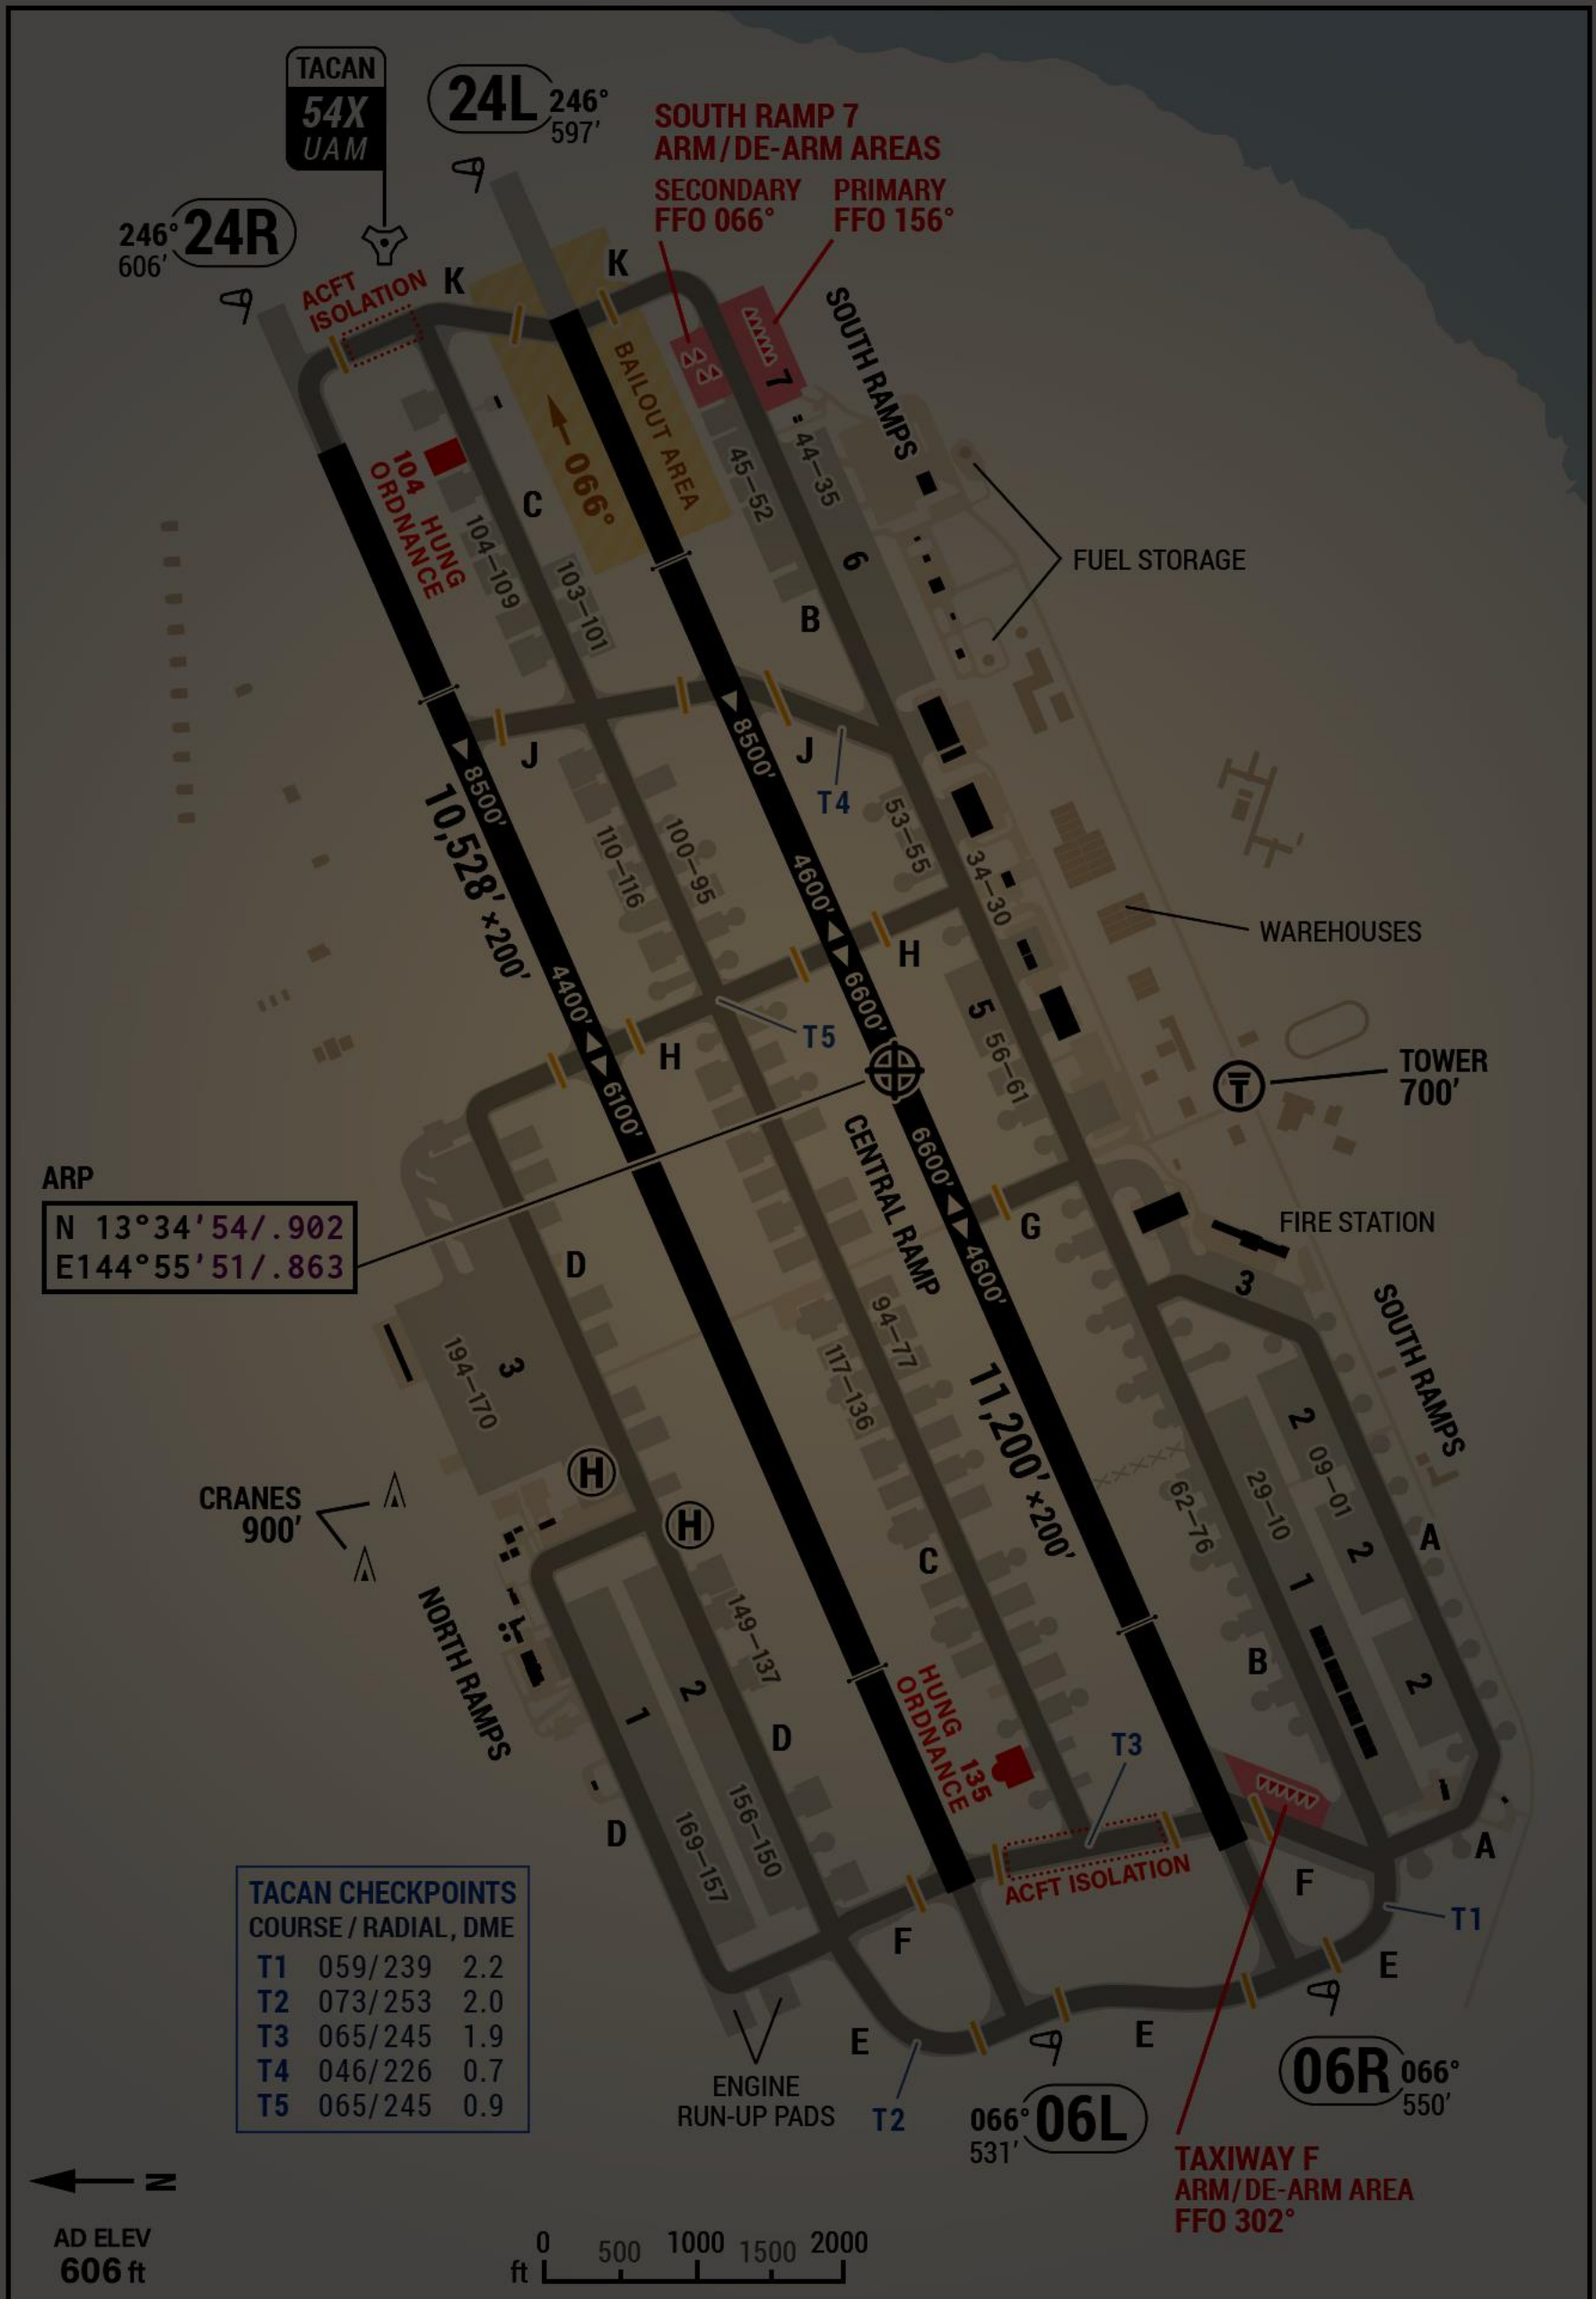 TACAN
54X
UAM
24L 246°
597'
246° 24R
606'
SOUTH RAMP 7
ARM/DE-ARM AREAS
SECONDARY PRIMARY
FFO 066° FFO 156°
ACFT
ISOLATION
K
K
SOUTH RAMPS
7
BAILOUT AREA
066°
104 HUNG
ORDNANCE
C
104–109
103–101
45–52
44–35
6
B
FUEL STORAGE
J
J
T4
8500'
8500'
10,528' ×200'
110–116
100–95
4600'
53–55
34–30
WAREHOUSES
H
H
T5
4400'
6100'
6600'
5
56–61
TOWER
700'
ARP
N 13°34'54/.902
E144°55'51/.863
CENTRAL RAMP
6600'
4600'
G
FIRE STATION
3
D
3
194–170
94–77
117–136
11,200' ×200'
SOUTH RAMPS
2
09–01
29–10
62–76
2
A
1
2
B
CRANES
900'
H
H
NORTH RAMPS
C
149–137
2
1
D
D
156–150
169–157
HUNG 135
ORDNANCE
T3
ACFT ISOLATION
A
F
F
T1
E
E
E
TACAN CHECKPOINTS
COURSE / RADIAL, DME
T1 059/239 2.2
T2 073/253 2.0
T3 065/245 1.9
T4 046/226 0.7
T5 065/245 0.9
ENGINE
RUN-UP PADS
T2
066° 06L
531'
06R 066°
550'
TAXIWAY F
ARM/DE-ARM AREA
FFO 302°
N
AD ELEV
606 ft
0 500 1000 1500 2000
ft